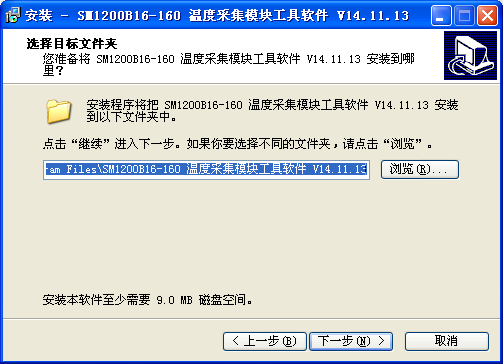 安装 - SM1200B16-160 温度采集模块工具软件 V14.11.13
选择目标文件夹
您准备将 SM1200B16-160 温度采集模块工具软件 V14.11.13 安装到哪
里？
安装程序将把 SM1200B16-160 温度采集模块工具软件 V14.11.13 安装
到以下文件夹中。
点击“继续”进入下一步。如果你要选择不同的文件夹，请点击“浏览”。
am Files\SM1200B16-160 温度采集模块工具软件 V14.11.13
浏览(R)...
安装本软件至少需要 9.0 MB 磁盘空间。
< 上一步(B)
下一步(N) >
取消